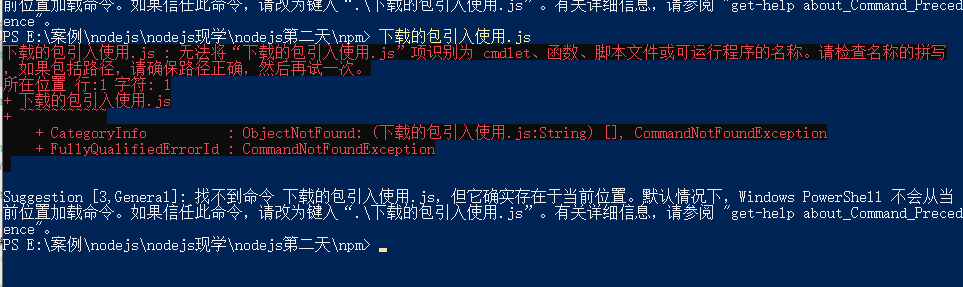 前位置加载命令。如果信任此命令，请改为键入“.\下载的包引入使用.js”。有关详细信息，请参阅 "get-help about_Command_Preced
ence"。
PS E:\案例\nodejs\nodejs现学\nodejs第二天\npm> 下载的包引入使用.js
下载的包引入使用.js : 无法将“下载的包引入使用.js”项识别为 cmdlet、函数、脚本文件或可运行程序的名称。请检查名称的拼写
，如果包括路径，请确保路径正确，然后再试一次。
所在位置 行:1 字符: 1
+ 下载的包引入使用.js
+ ~~~~~~~~~~~
    + CategoryInfo          : ObjectNotFound: (下载的包引入使用.js:String) [], CommandNotFoundException
    + FullyQualifiedErrorId : CommandNotFoundException
Suggestion [3,General]: 找不到命令 下载的包引入使用.js，但它确实存在于当前位置。默认情况下，Windows PowerShell 不会从当
前位置加载命令。如果信任此命令，请改为键入“.\下载的包引入使用.js”。有关详细信息，请参阅 "get-help about_Command_Preced
ence"。
PS E:\案例\nodejs\nodejs现学\nodejs第二天\npm>